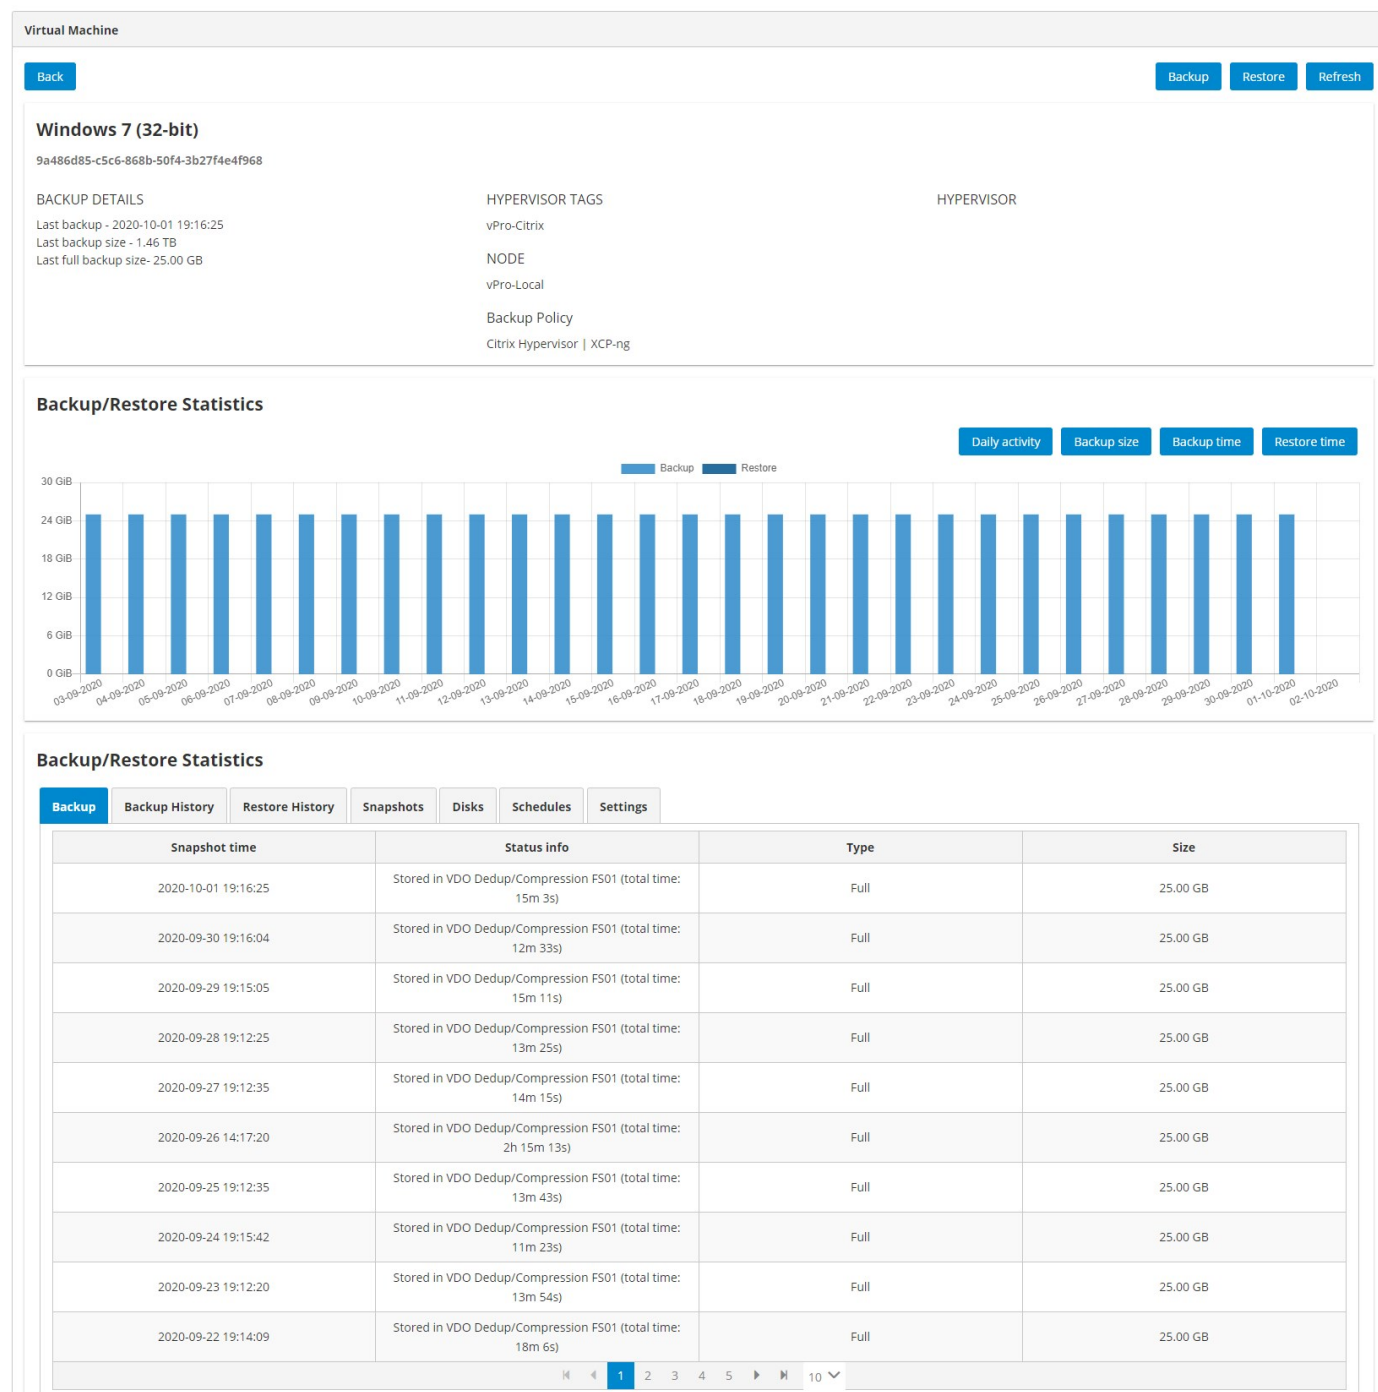 Virtual Machine
Back
Backup
Restore
Refresh
Windows 7 (32-bit)
9a486d85-c5c6-868b-50f4-3b27f4e4f968
BACKUP DETAILS
Last backup - 2020-10-01 19:16:25
Last backup size - 1.46 TB
Last full backup size- 25.00 GB
HYPERVISOR TAGS
vPro-Citrix
NODE
vPro-Local
Backup Policy
Citrix Hypervisor | XCP-ng
HYPERVISOR
Backup/Restore Statistics
Daily activity
Backup size
Backup time
Restore time
Backup
Restore
30 GiB
24 GiB
18 GiB
12 GiB
6 GiB
0 GiB
03-09-2020
04-09-2020
05-09-2020
06-09-2020
07-09-2020
08-09-2020
09-09-2020
10-09-2020
11-09-2020
12-09-2020
13-09-2020
14-09-2020
15-09-2020
16-09-2020
17-09-2020
18-09-2020
19-09-2020
20-09-2020
21-09-2020
22-09-2020
23-09-2020
24-09-2020
25-09-2020
26-09-2020
27-09-2020
28-09-2020
29-09-2020
30-09-2020
01-10-2020
02-10-2020
Backup/Restore Statistics
Backup
Backup History
Restore History
Snapshots
Disks
Schedules
Settings
Snapshot time
Status info
Type
Size
2020-10-01 19:16:25
Stored in VDO Dedup/Compression FS01 (total time:
15m 3s)
Full
25.00 GB
2020-09-30 19:16:04
Stored in VDO Dedup/Compression FS01 (total time:
12m 33s)
Full
25.00 GB
2020-09-29 19:15:05
Stored in VDO Dedup/Compression FS01 (total time:
15m 11s)
Full
25.00 GB
2020-09-28 19:12:25
Stored in VDO Dedup/Compression FS01 (total time:
13m 25s)
Full
25.00 GB
2020-09-27 19:12:35
Stored in VDO Dedup/Compression FS01 (total time:
14m 15s)
Full
25.00 GB
2020-09-26 14:17:20
Stored in VDO Dedup/Compression FS01 (total time:
2h 15m 13s)
Full
25.00 GB
2020-09-25 19:12:35
Stored in VDO Dedup/Compression FS01 (total time:
13m 43s)
Full
25.00 GB
2020-09-24 19:15:42
Stored in VDO Dedup/Compression FS01 (total time:
11m 23s)
Full
25.00 GB
2020-09-23 19:12:20
Stored in VDO Dedup/Compression FS01 (total time:
13m 54s)
Full
25.00 GB
2020-09-22 19:14:09
Stored in VDO Dedup/Compression FS01 (total time:
18m 6s)
Full
25.00 GB
1 2 3 4 5
10